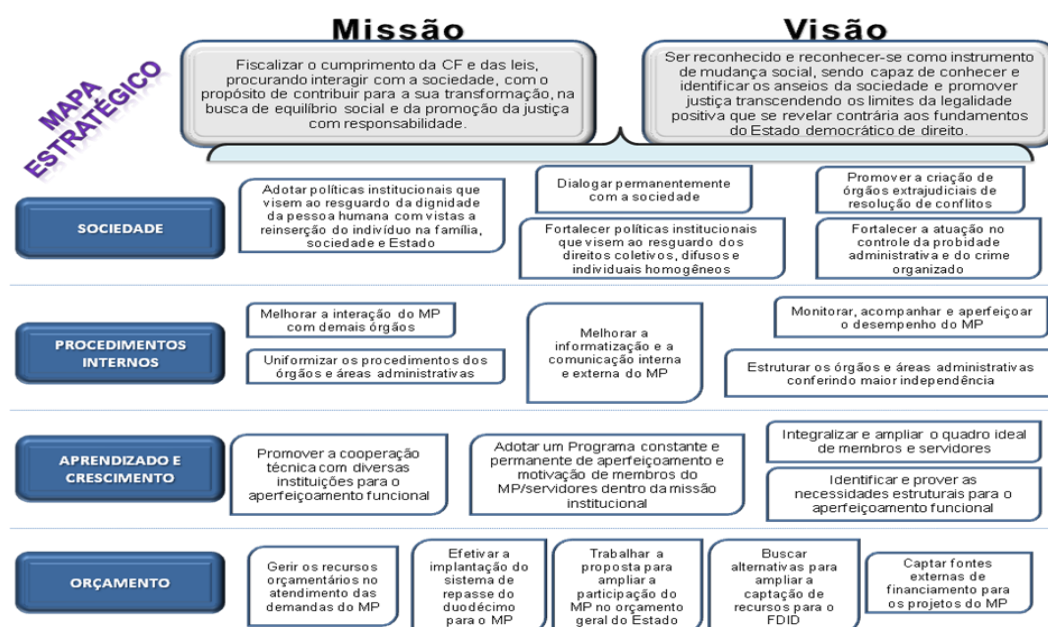 Missão
Fiscalizar o cumprimento da CF e das leis,
procurando interagir com a sociedade, com o
propósito de contribuir para a sua transformação, na
busca de equilíbrio social e da promoção da justiça
com responsabilidade.
Visão
Ser reconhecido e reconhecer-se como instrumento
de mudança social, sendo capaz de conhecer e
identificar os anseios da sociedade e promover
justiça transcendendo os limites da legalidade
positiva que se revelar contrária aos fundamentos
do Estado democrático de direito.
MAPA
ESTRATÉGICO
SOCIEDADE
Adotar políticas institucionais que
visem ao resguardo da dignidade
da pessoa humana com vistas a
reinserção do indivíduo na família,
sociedade e Estado
Dialogar permanentemente
com a sociedade
Fortalecer políticas institucionais
que visem ao resguardo dos
direitos coletivos, difusos e
individuais homogêneos
Promover a criação de
órgãos extrajudiciais de
resolução de conflitos
Fortalecer a atuação no
controle da probidade
administrativa e do crime
organizado
PROCEDIMENTOS
INTERNOS
Melhorar a interação do MP
com demais órgãos
Uniformizar os procedimentos dos
órgãos e áreas administrativas
Melhorar a
informatização e a
comunicação interna
e externa do MP
Monitorar, acompanhar e aperfeiçoar
o desempenho do MP
Estruturar os órgãos e áreas administrativas
conferindo maior independência
APRENDIZADO E
CRESCIMENTO
Promover a cooperação
técnica com diversas
instituições para o
aperfeiçoamento funcional
Adotar um Programa constante e
permanente de aperfeiçoamento e
motivação de membros do
MP/servidores dentro da missão
institucional
Integralizar e ampliar o quadro ideal
de membros e servidores
Identificar e prover as
necessidades estruturais para o
aperfeiçoamento funcional
ORÇAMENTO
Gerir os recursos
orçamentários no
atendimento das
demandas do MP
Efetivar a
implantação do
sistema de
repasse do
duodécimo
para o MP
Trabalhar a
proposta para
ampliar a
participação do
MP no orçamento
geral do Estado
Buscar
alternativas para
ampliar a
captação de
recursos para o
FDID
Captar fontes
externas de
financiamento para
os projetos do MP